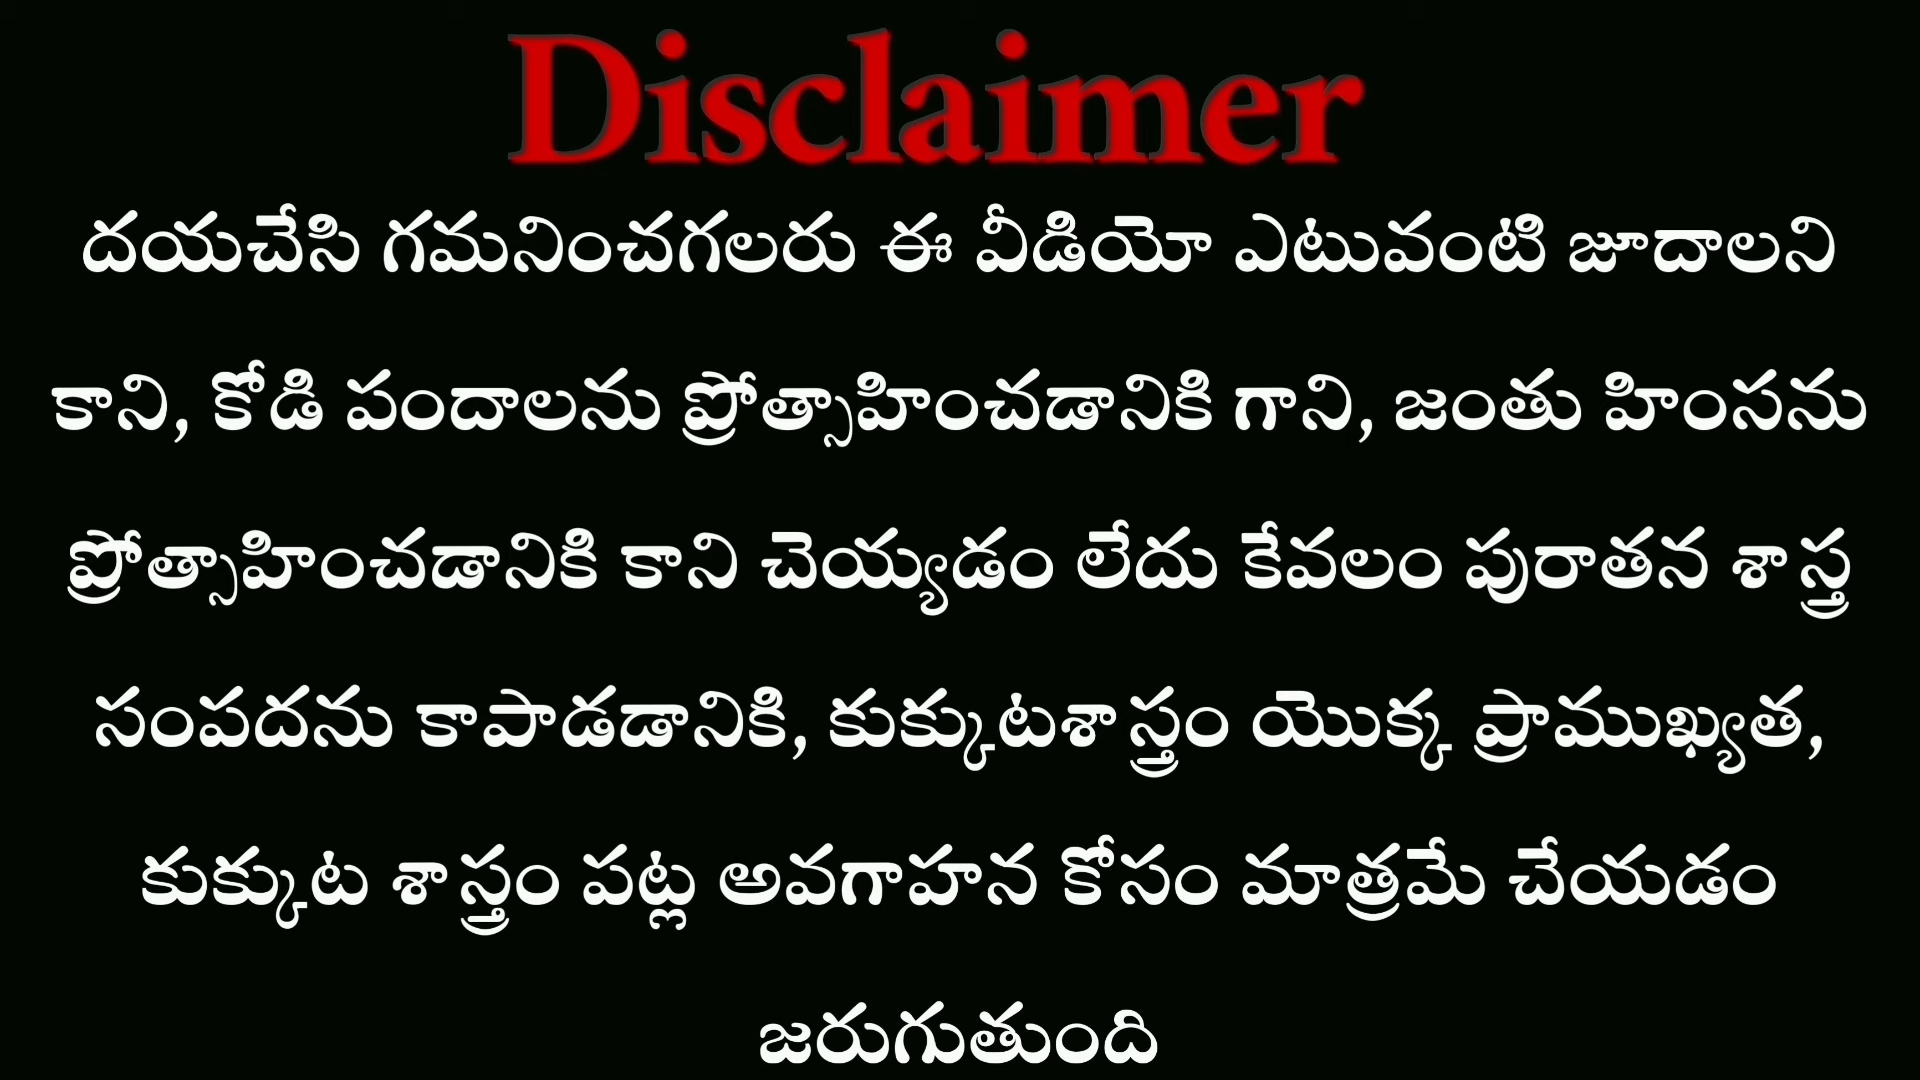 Disclaimer
దయచేసి గమనించగలరు ఈ వీడియో ఎటువంటి జూదాలని
కాని, కోడి పందాలను ప్రోత్సాహించడానికి గాని, జంతు హింసను
ప్రోత్సాహించడానికి కాని చెయ్యడం లేదు కేవలం పురాతన శాస్త్ర
సంపదను కాపాడడానికి, కుక్కుటశాస్త్రం యొక్క ప్రాముఖ్యత,
కుక్కుట శాస్త్రం పట్ల అవగాహన కోసం మాత్రమే చేయడం
జరుగుతుంది